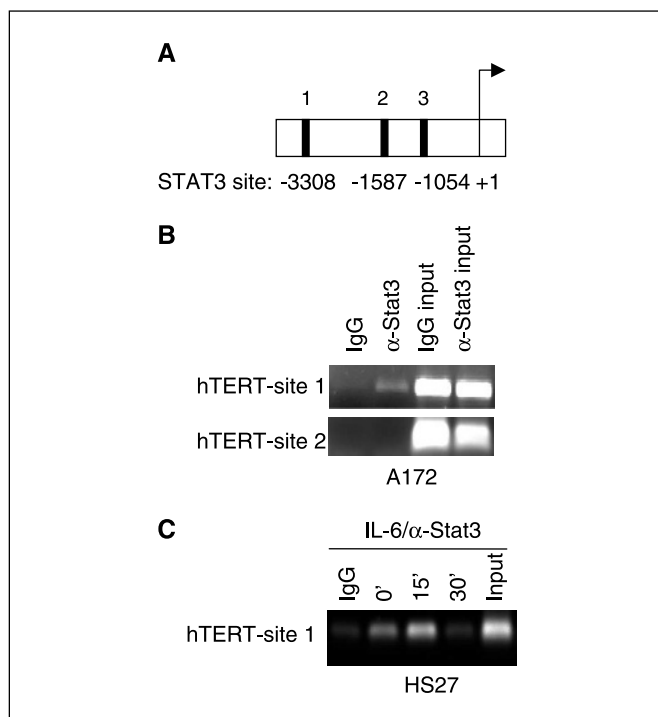 A
1 2 3
STAT3 site: -3308 -1587 -1054 +1
B
IgG
α-Stat3
IgG input
α-Stat3 input
hTERT-site 1
hTERT-site 2
A172
C
IL-6/α-Stat3
IgG
0'
15'
30'
Input
hTERT-site 1
HS27